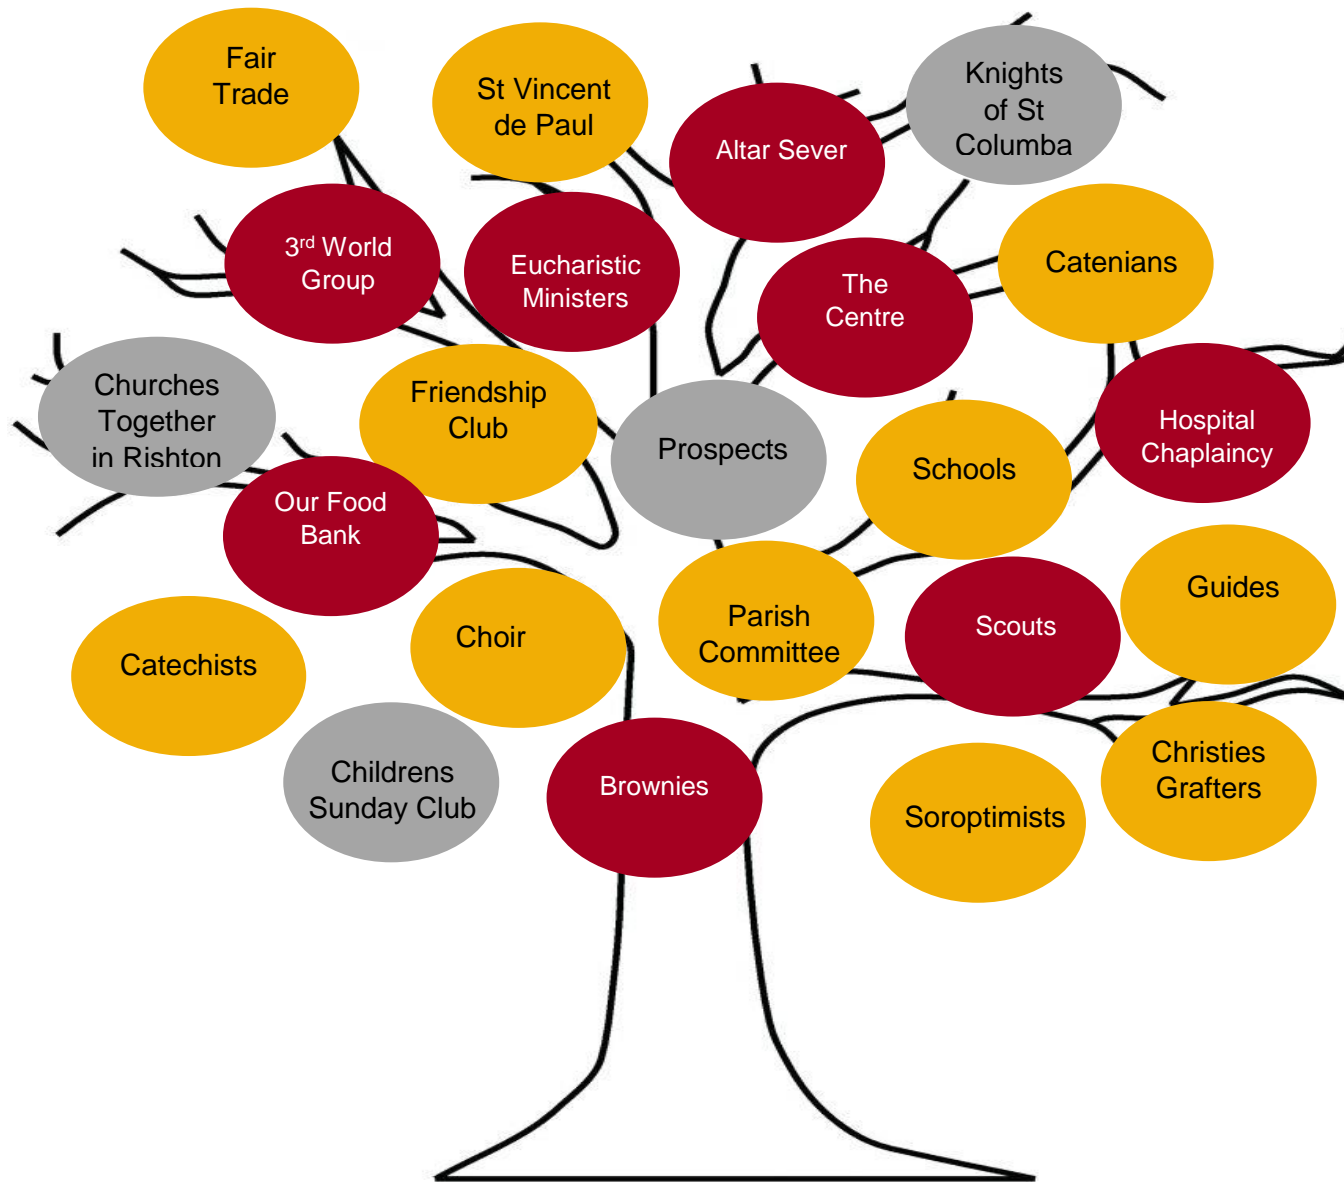 Fair
Trade
St Vincent
de Paul
Altar Sever
Knights
of St
Columba
3rd World
Group
Eucharistic
Ministers
The
Centre
Catenians
Churches
Together
in Rishton
Friendship
Club
Prospects
Schools
Hospital
Chaplaincy
Our Food
Bank
Catechists
Choir
Parish
Committee
Scouts
Guides
Childrens
Sunday Club
Brownies
Soroptimists
Christies
Grafters